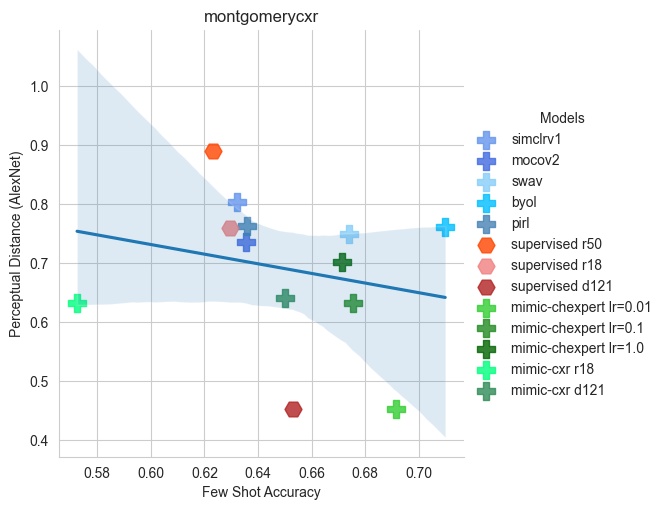 montgomerycxr
1.0
0.9
0.8
0.7
0.6
0.5
0.4
Perceptual Distance (AlexNet)
0.58 0.60 0.62 0.64 0.66 0.68 0.70
Few Shot Accuracy
Models
simclrv1
mocov2
swav
byol
pirl
supervised r50
supervised r18
supervised d121
mimic-chexpert lr=0.01
mimic-chexpert lr=0.1
mimic-chexpert lr=1.0
mimic-cxr r18
mimic-cxr d121